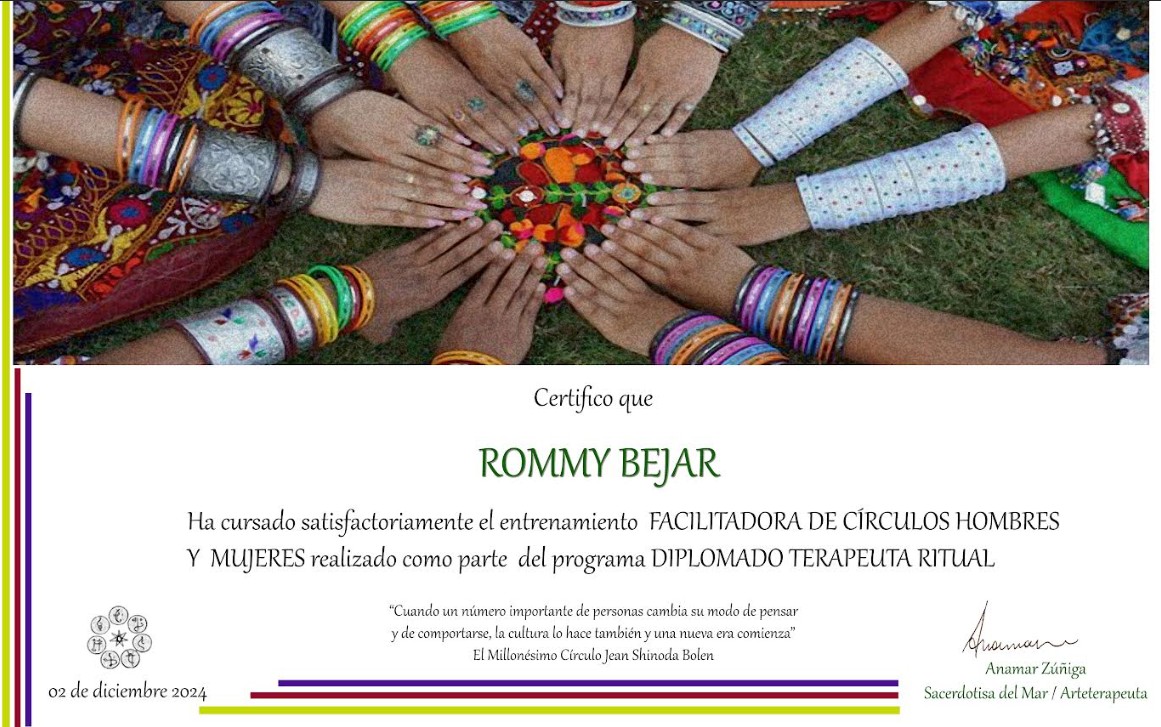 Certifico que
ROMMY BEJAR
Ha cursado satisfactoriamente el entrenamiento FACILITADORA DE CÍRCULOS HOMBRES
Y MUJERES realizado como parte del programa DIPLOMADO TERAPEUTA RITUAL
“Cuando un número importante de personas cambia su modo de pensar
y de comportarse, la cultura lo hace también y una nueva era comienza”
El Millonésimo Círculo Jean Shinoda Bolen
02 de diciembre 2024
Anamar
Anamar Zúñiga
Sacerdotisa del Mar / Arteterapeuta